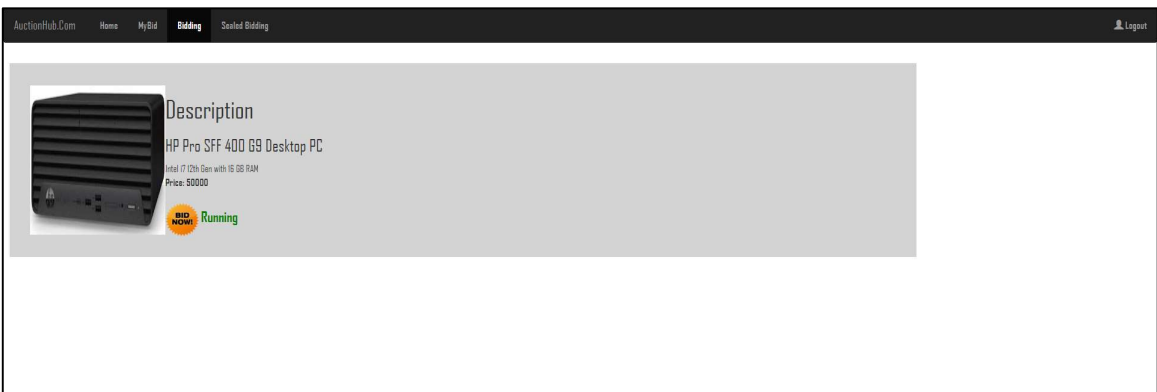 AuctionHub.Com Home MyBid Bidding Sealed Bidding Logout
Description
HP Pro SFF 400 G9 Desktop PC
Intel I7 12th Gen with 16 GB RAM
Price: 50000
BID
NOW! Running